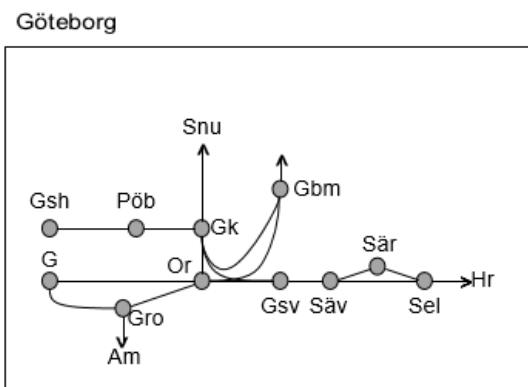 Göteborg
Snu
Gsh
Pöb
Gk
Gbm
G
Or
Sär
Hr
Gro
Gsv
Säv
Sel
Am